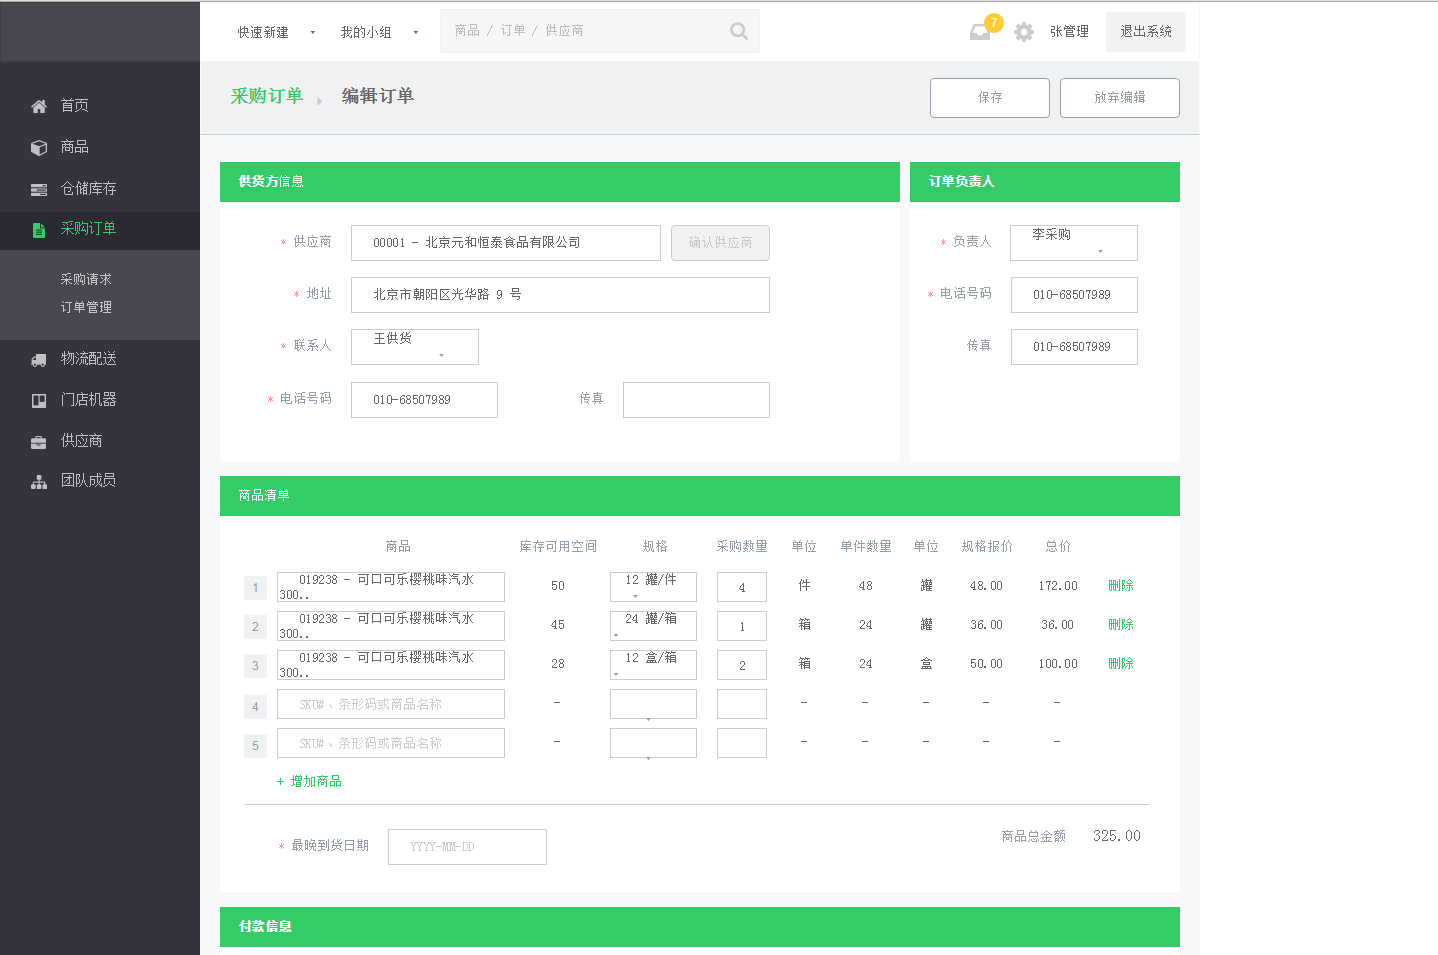 快速新建 我的小组 商品 / 订单 / 供应商 7 张管理 退出系统
采购订单 编辑订单 保存 放弃编辑
首页
商品
仓储库存
采购订单
采购请求
订单管理
物流配送
门店机器
供应商
团队成员
供货方信息
* 供应商 00001 - 北京元和恒泰食品有限公司 确认供应商
* 地址 北京市朝阳区光华路 9 号
* 联系人 王供货
* 电话号码 010-68507989 传真
订单负责人
* 负责人 李采购
* 电话号码 010-68507989
传真 010-68507989
商品清单
商品 库存可用空间 规格 采购数量 单位 单件数量 单位 规格报价 总价
1 019238 - 可口可乐樱桃味汽水 300.. 50 12 罐/件 4 件 48 罐 48.00 172.00 删除
2 019238 - 可口可乐樱桃味汽水 300.. 45 24 罐/箱 1 箱 24 罐 36.00 36.00 删除
3 019238 - 可口可乐樱桃味汽水 300.. 28 12 盒/箱 2 箱 24 盒 50.00 100.00 删除
4 SKU#、条形码或商品名称 - - - - - -
5 SKU#、条形码或商品名称 - - - - - -
+ 增加商品
* 最晚到货日期 YYYY-MM-DD 商品总金额 325.00
付款信息